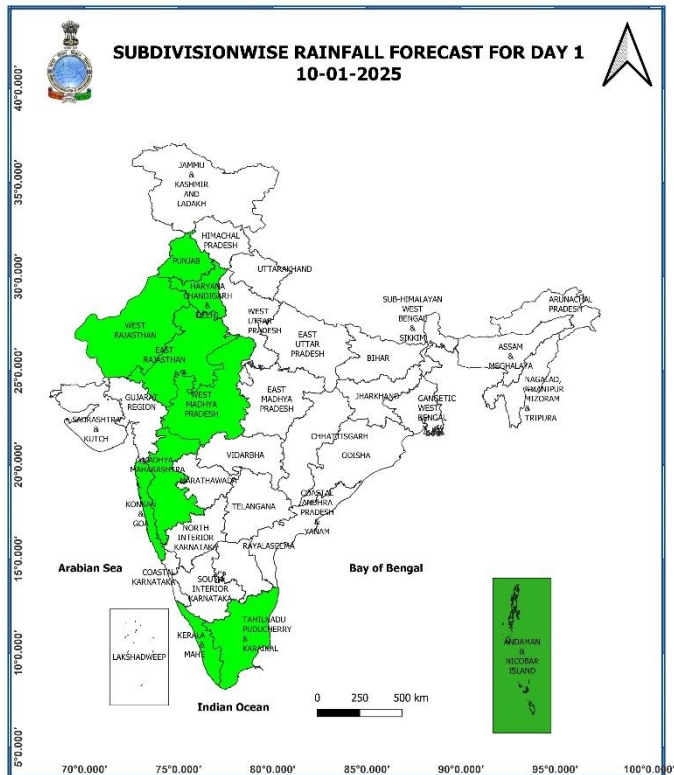 SUBDIVISIONWISE RAINFALL FORECAST FOR DAY 1
10-01-2025
40°0.000'
35°0.000'
30°0.000'
25°0.000'
20°0.000'
15°0.000'
10°0.000'
5°0.000'
JAMMU
&
KASHMIR
AND
LADAKH
HIMACHAL
PRADESH
PUNJAB
UTTARAKHAND
HARYANA
CHANDIGARH
&
DELHI
WEST
UTTAR
PRADESH
EAST
UTTAR
PRADESH
SUB-HIMALAYAN
WEST
BENGAL
&
SIKKIM
ARUNACHAL
PRADESH
WEST
RAJASTHAN
EAST
RAJASTHAN
BIHAR
ASSAM
&
MEGHALAYA
NAGALAD,
MANIPUR
MIZORAM
&
TRIPURA
GUJARAT
REGION
SAURASHTRA
&
KUTCH
WEST
MADHYA
PRADESH
EAST
MADHYA
PRADESH
JHARKHAND
GANGETIC
WEST
BENGAL
CHHATITSGARH
ODISHA
VIDARBHA
MADHYA
MAHARASHTRA
MARATHAWADA
KONKAN
&
GOA
TELANGANA
COASTAL
ANDHRA
PRADESH
&
YANAM
NORTH
INTERIOR
KARNATAKA
RAYALASEEMA
COASTAL
KARNATAKA
SOUTH
INTERIOR
KARNATAKA
Arabian Sea
Bay of Bengal
TAMILNADU
PUDUCHERRY
&
KARAIKAL
KERALA
&
MAHE
LAKSHADWEEP
ANDAMAN
&
NICOBAR
ISLAND
Indian Ocean
0 250 500 km
70°0.000' 75°0.000' 80°0.000' 85°0.000' 90°0.000' 95°0.000' 100°0.000'